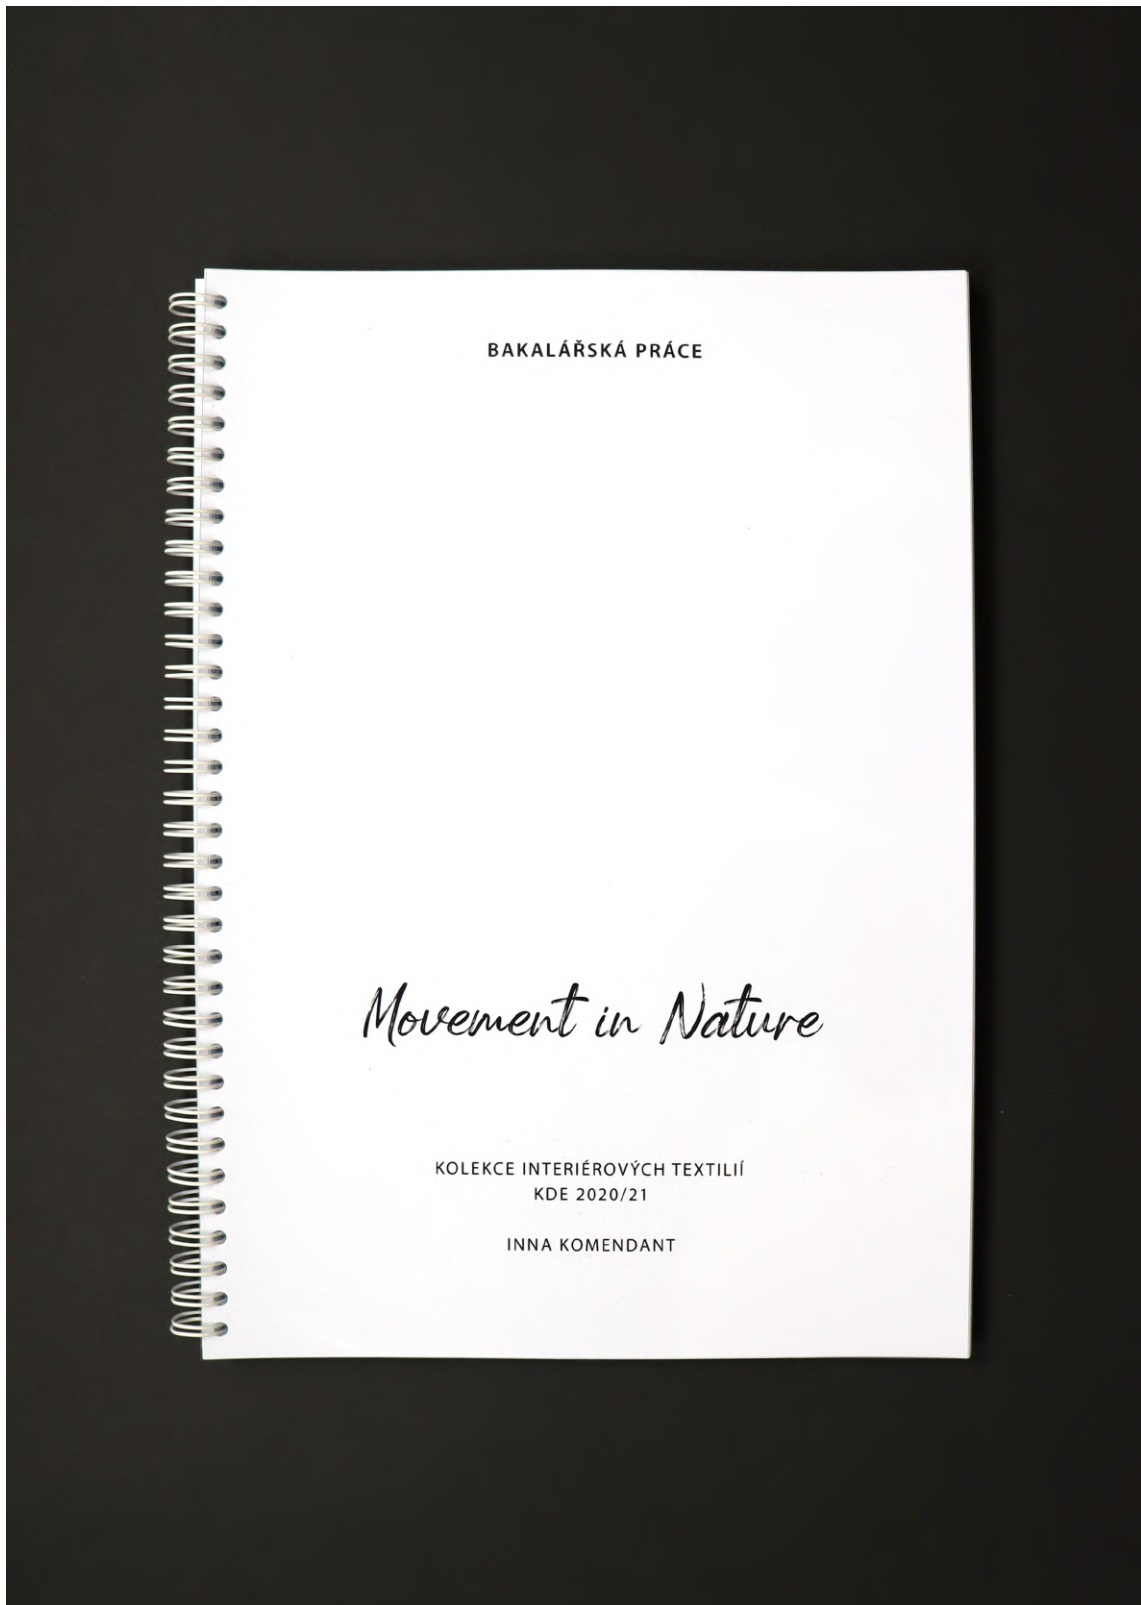 BAKALÁŘSKÁ PRÁCE
Movement in Nature
KOLEKCE INTERIÉROVÝCH TEXTILIÍ
KDE 2020/21
INNA KOMENDANT